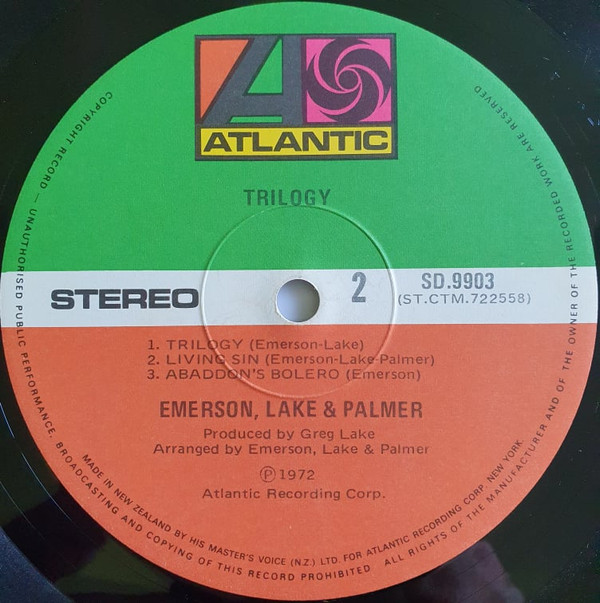 ATLANTIC
TRILOGY
STEREO
2
SD.9903
(ST.CTM.722558)
1. TRILOGY (Emerson-Lake)
2. LIVING SIN (Emerson-Lake-Palmer)
3. ABADDON'S BOLERO (Emerson)
EMERSON, LAKE & PALMER
Produced by Greg Lake
Arranged by Emerson, Lake & Palmer
℗ 1972
Atlantic Recording Corp.
MADE IN NEW ZEALAND BY HIS MASTER'S VOICE (N.Z.) LTD. FOR ATLANTIC RECORDING CORP. NEW YORK.
COPYRIGHT RECORD — UNAUTHORISED PUBLIC PERFORMANCE, BROADCASTING AND COPYING OF THIS RECORD PROHIBITED
ALL RIGHTS OF THE MANUFACTURER AND OF THE OWNER OF THE RECORDED WORK ARE RESERVED